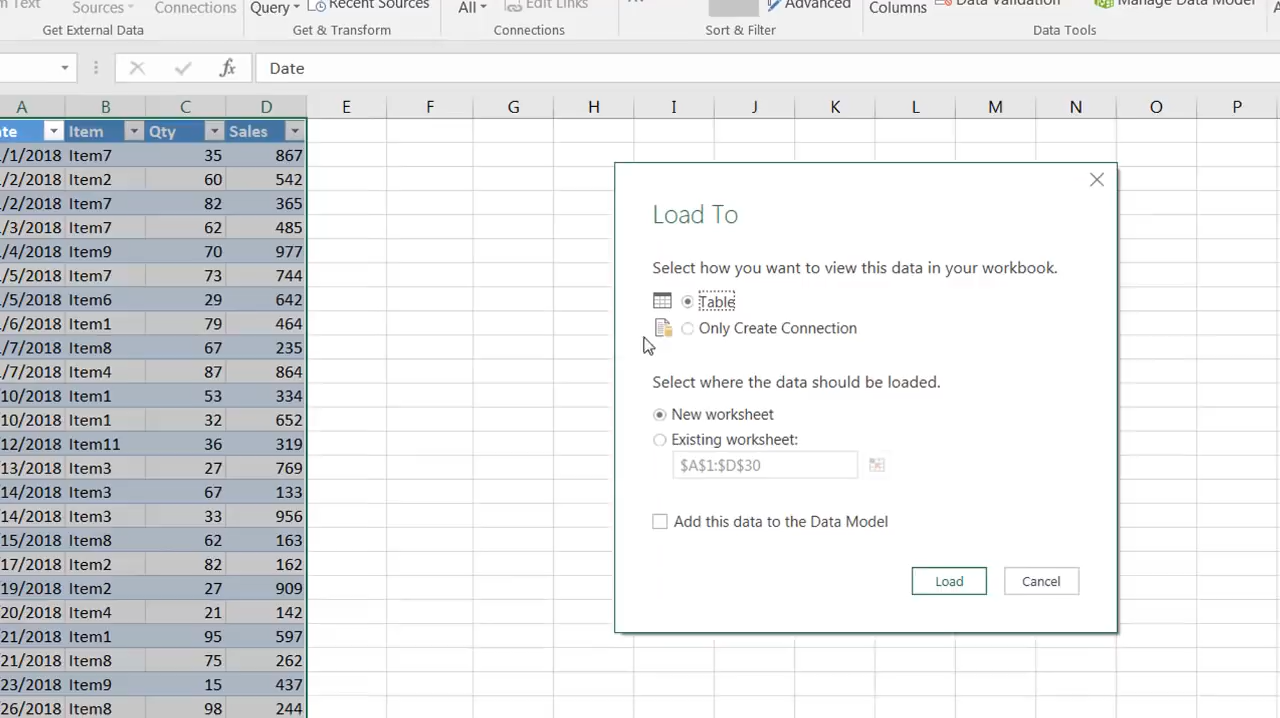 Sources Connections Query Recent Sources All Edit Links Advanced Columns Data Validation Manage Data Model
Get External Data Get & Transform Connections Sort & Filter Data Tools
fx Date
A B C D E F G H I J K L M N O P
Item Qty Sales
/1/2018 Item7 35 867
/2/2018 Item2 60 542
/2/2018 Item7 82 365
/3/2018 Item7 62 485
/4/2018 Item9 70 977
/5/2018 Item7 73 744
/5/2018 Item6 29 642
/6/2018 Item1 79 464
/7/2018 Item8 67 235
/7/2018 Item4 87 864
/10/2018 Item1 53 334
/10/2018 Item1 32 652
/12/2018 Item11 36 319
/13/2018 Item3 27 769
/14/2018 Item3 67 133
/14/2018 Item3 33 956
/15/2018 Item8 62 163
/17/2018 Item2 82 162
/19/2018 Item2 27 909
/20/2018 Item4 21 142
/21/2018 Item1 95 597
/21/2018 Item8 75 262
/23/2018 Item9 15 437
/26/2018 Item8 98 244
Load To
Select how you want to view this data in your workbook.
Table
Only Create Connection
Select where the data should be loaded.
New worksheet
Existing worksheet:
$A$1:$D$30
Add this data to the Data Model
Load Cancel